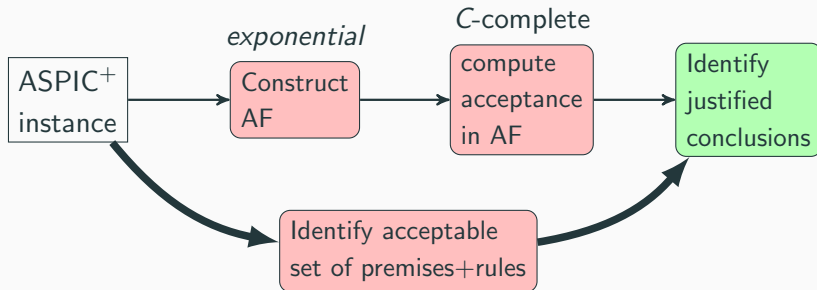 exponential
C-complete
ASPIC+
instance
Construct
AF
compute
acceptance
in AF
Identify
justified
conclusions
Identify acceptable
set of premises+rules